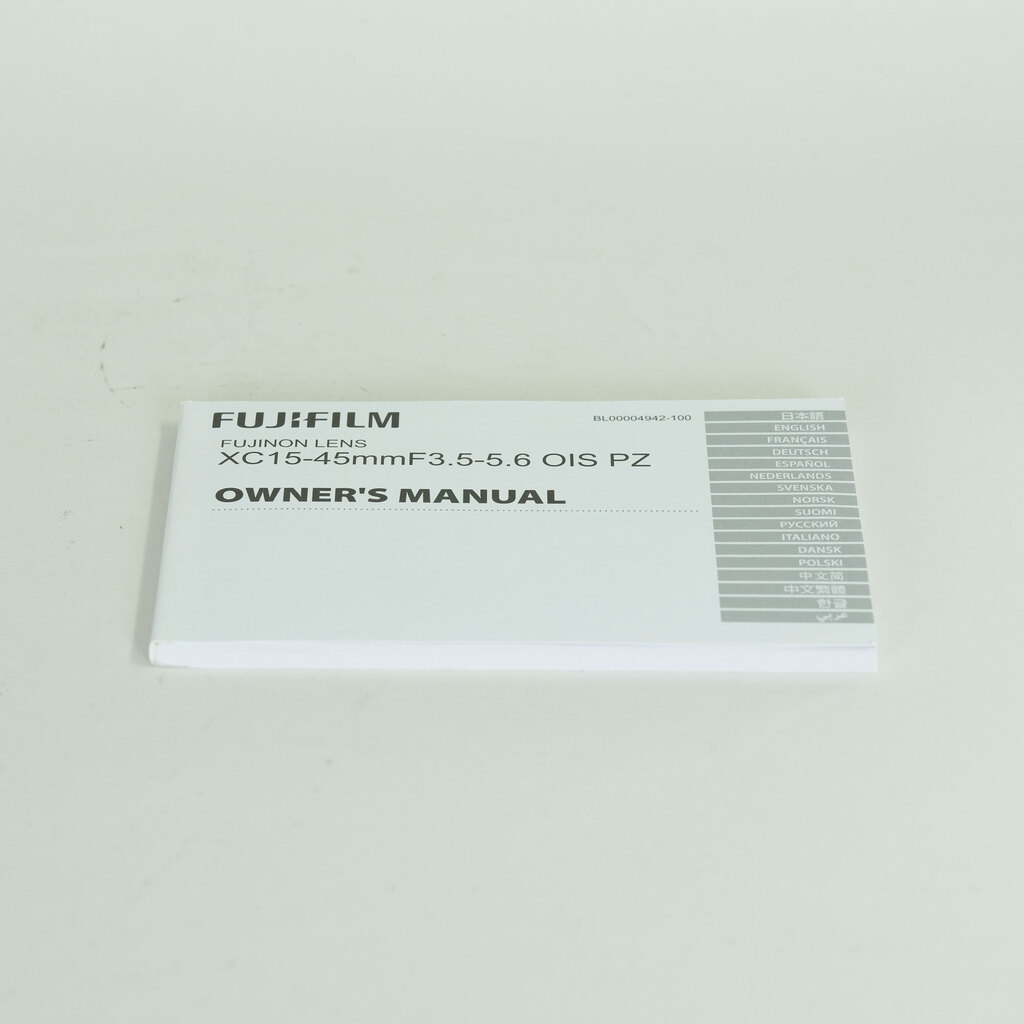 FUJIFILM
BL00004942-100
FUJINON LENS
XC15-45mmF3.5-5.6 OIS PZ
OWNER'S MANUAL
日本語
ENGLISH
FRANÇAIS
DEUTSCH
ESPAÑOL
NEDERLANDS
SVENSKA
NORSK
SUOMI
РУССКИЙ
ITALIANO
DANSK
POLSKI
中文简
中文繁體
한글
عربي